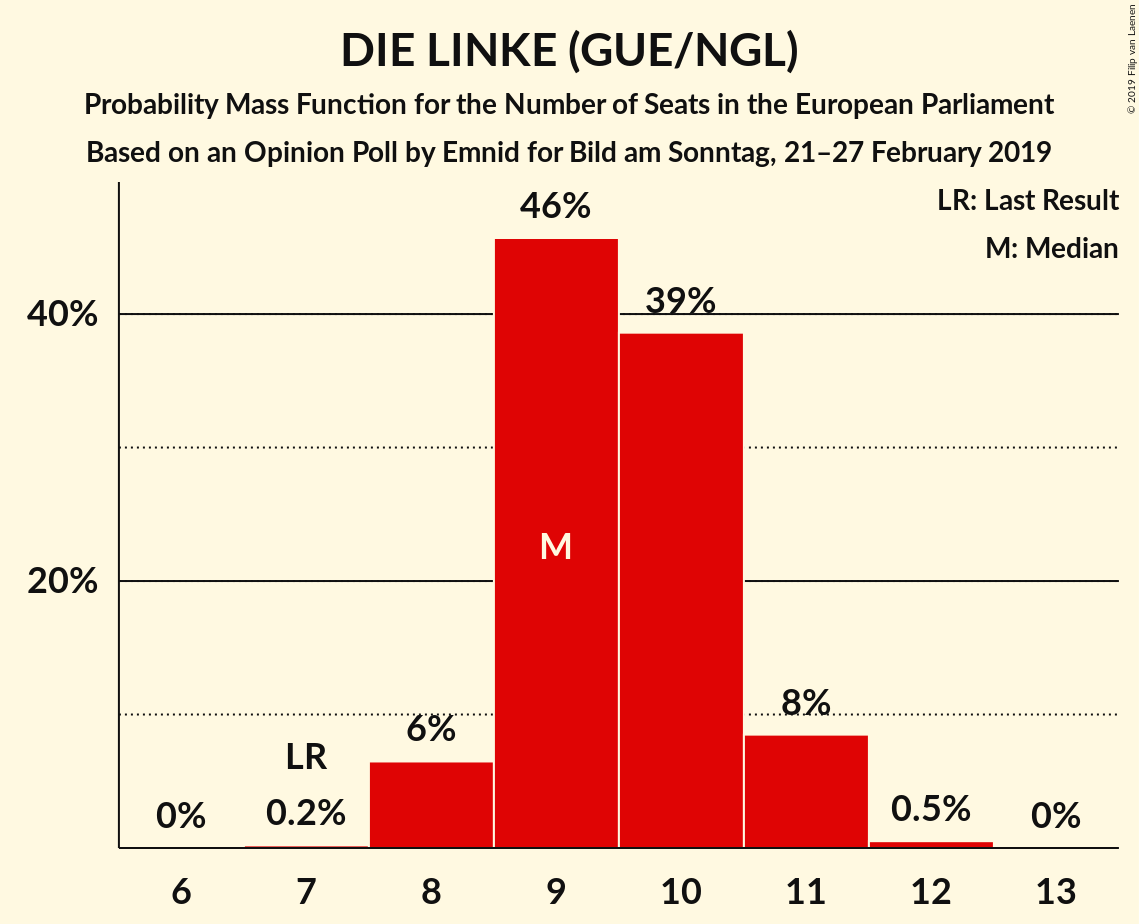 DIE LINKE (GUE/NGL)
Probability Mass Function for the Number of Seats in the European Parliament
Based on an Opinion Poll by Emnid for Bild am Sonntag, 21–27 February 2019
© 2019 Filip van Laenen
LR: Last Result
M: Median
46%
39%
40%
M
20%
8%
6%
LR
0% 0.2% 0.5% 0%
6 7 8 9 10 11 12 13